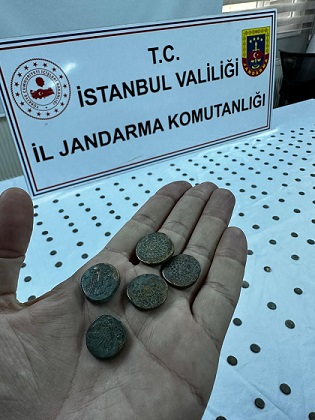 T.C.
İSTANBUL VALİLİĞİ
İL JANDARMA KOMUTANLIĞI